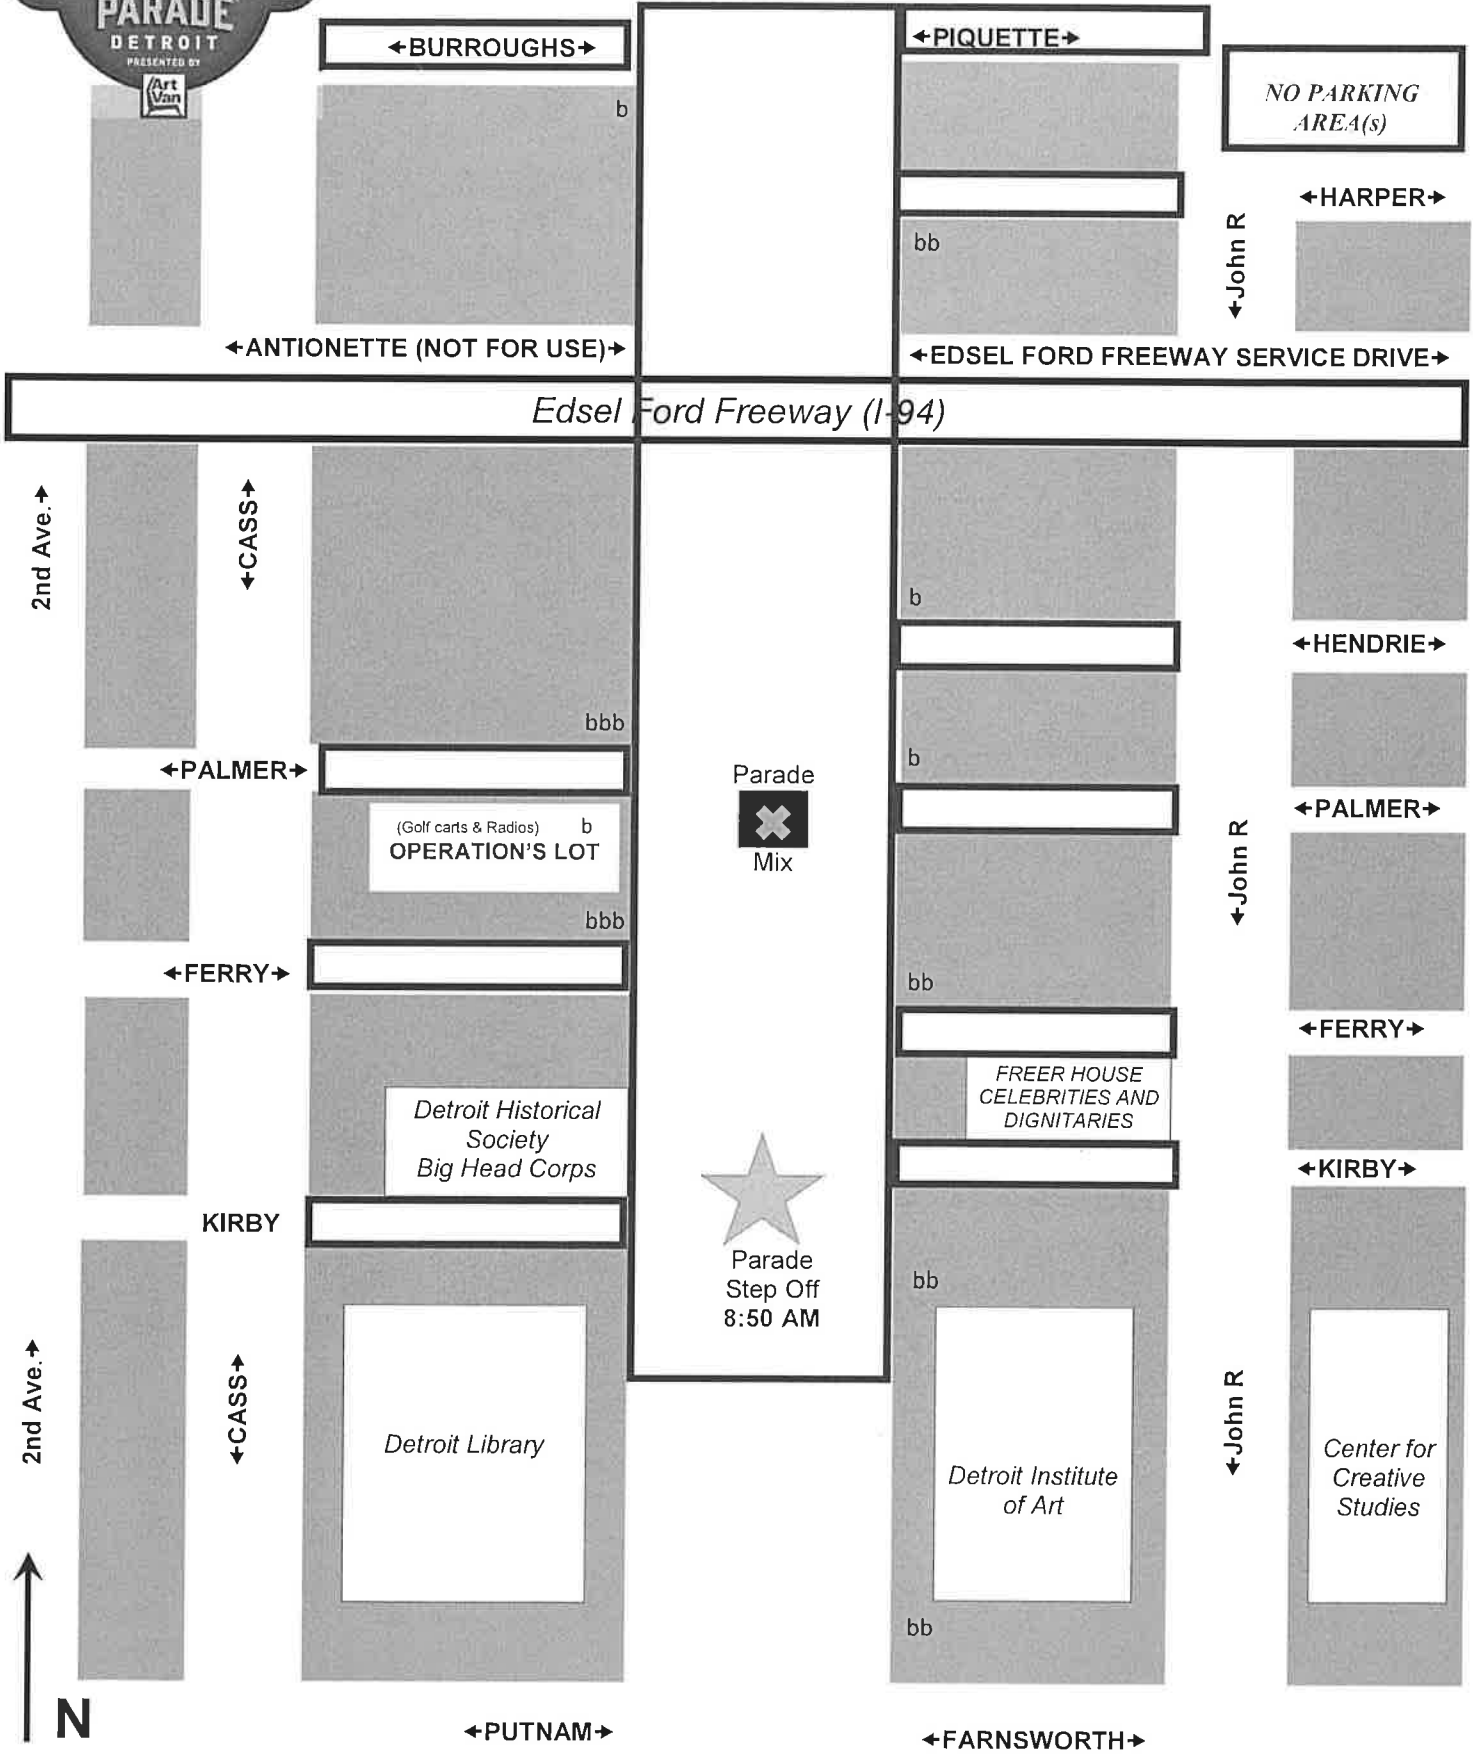 PARADE
DETROIT
PRESENTED BY
Art
Van
←BURROUGHS→
←PIQUETTE→
NO PARKING
AREA(s)
b
←HARPER→
bb
←John R
←ANTIONETTE (NOT FOR USE)→
←EDSEL FORD FREEWAY SERVICE DRIVE→
Edsel Ford Freeway (I-94)
2nd Ave.→
←CASS→
b
←HENDRIE→
bbb
b
←PALMER→
Parade
Mix
←PALMER→
(Golf carts & Radios) b
OPERATION'S LOT
←John R
bbb
←FERRY→
bb
←FERRY→
FREER HOUSE
CELEBRITIES AND
DIGNITARIES
Detroit Historical
Society
Big Head Corps
←KIRBY→
KIRBY
Parade
Step Off
8:50 AM
bb
2nd Ave.→
←CASS→
Detroit Library
Detroit Institute
of Art
←John R
Center for
Creative
Studies
bb
N
←PUTNAM→
←FARNSWORTH→